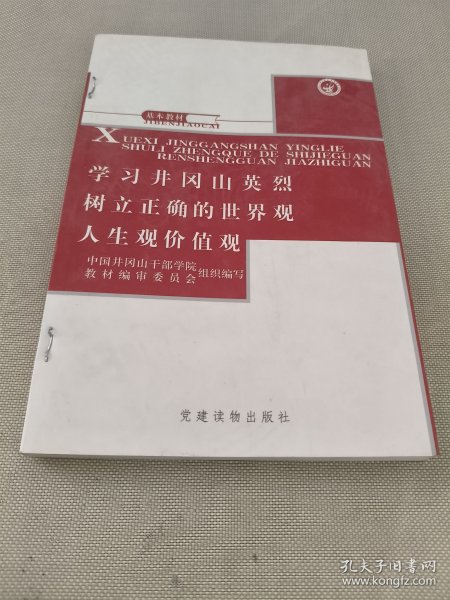 基本教材
JIBENJIAOCAI
XUEXI JINGGANGSHAN YINGLIE
SHULI ZHENGQUE DE SHIJIEGUAN
RENSHENGGUAN JIAZHIGUAN
学习井冈山英烈
树立正确的世界观
人生观价值观
中国井冈山干部学院
教材编审委员会
组织编写
党建读物出版社
孔夫子旧书网
www.kongfz.com